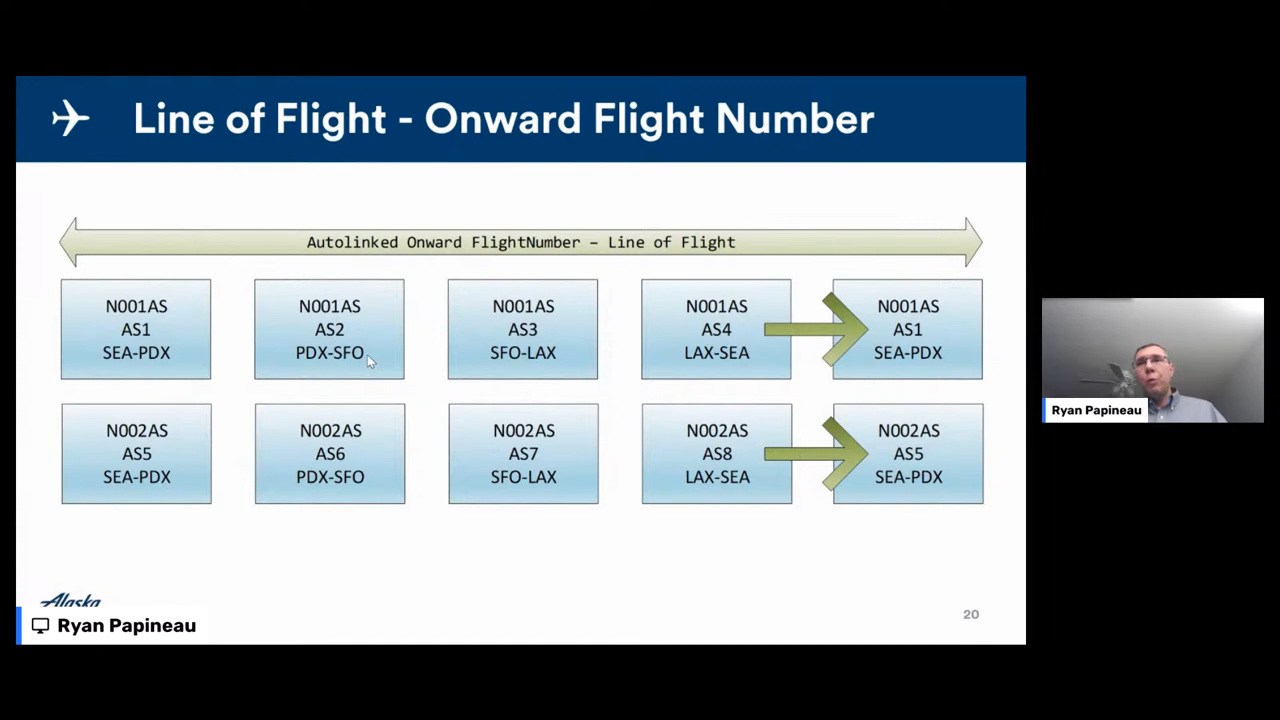 Line of Flight - Onward Flight Number
Autolinked Onward FlightNumber – Line of Flight
N001AS
AS1
SEA-PDX
N001AS
AS2
PDX-SFO
N001AS
AS3
SFO-LAX
N001AS
AS4
LAX-SEA
N001AS
AS1
SEA-PDX
N002AS
AS5
SEA-PDX
N002AS
AS6
PDX-SFO
N002AS
AS7
SFO-LAX
N002AS
AS8
LAX-SEA
N002AS
AS5
SEA-PDX
Alaska
20
Ryan Papineau
Ryan Papineau